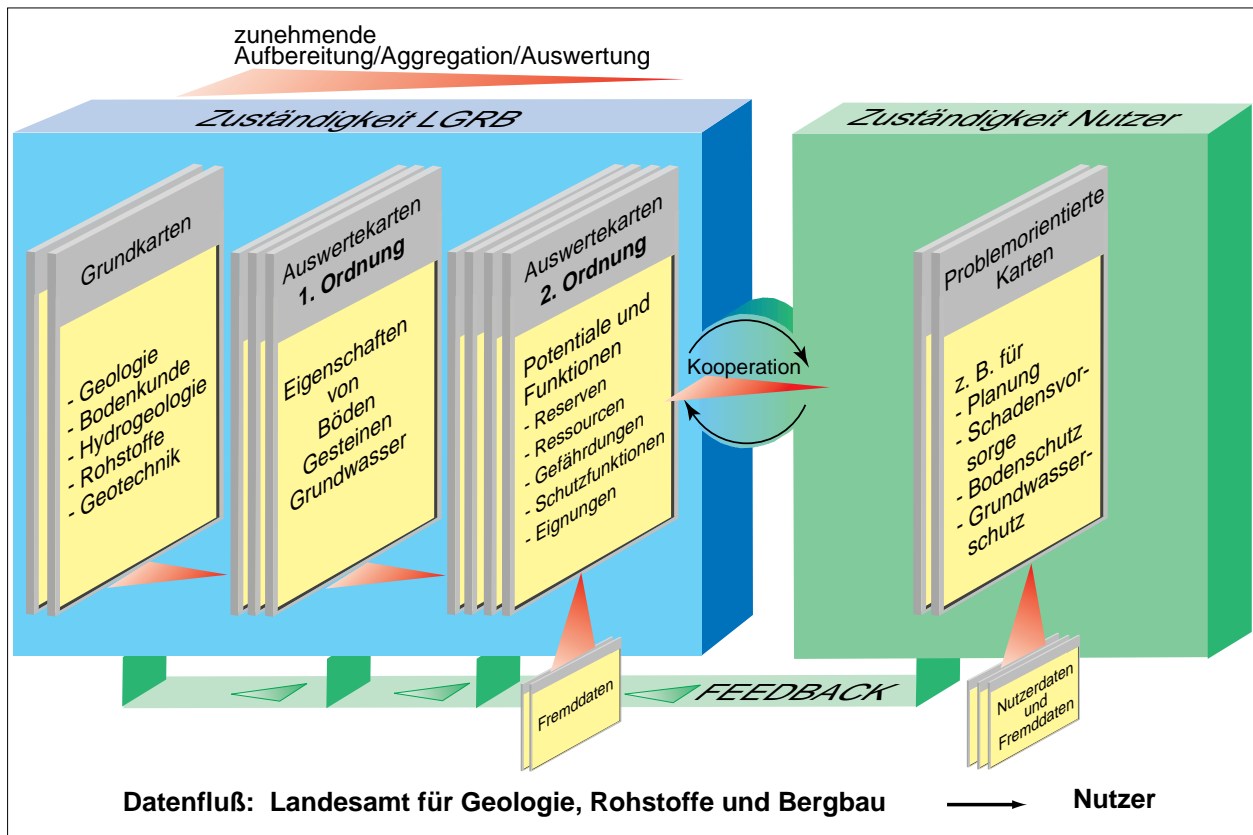 zunehmende
Aufbereitung/Aggregation/Auswertung
Zuständigkeit LGRB
Zuständigkeit Nutzer
Grundkarten
- Geologie
- Bodenkunde
- Hydrogeologie
- Rohstoffe
- Geotechnik
Auswertekarten
1. Ordnung
Eigenschaften
von
Böden
Gesteinen
Grundwasser
Auswertekarten
2. Ordnung
Potentiale und
Funktionen
- Reserven
- Ressourcen
- Gefährdungen
- Schutzfunktionen
- Eignungen
Kooperation
Problemorientierte
Karten
z. B. für
- Planung
- Schadensvor-
sorge
- Bodenschutz
- Grundwasser-
schutz
Fremddaten
FEEDBACK
Nutzerdaten
und
Fremddaten
Datenfluß: Landesamt für Geologie, Rohstoffe und Bergbau
Nutzer